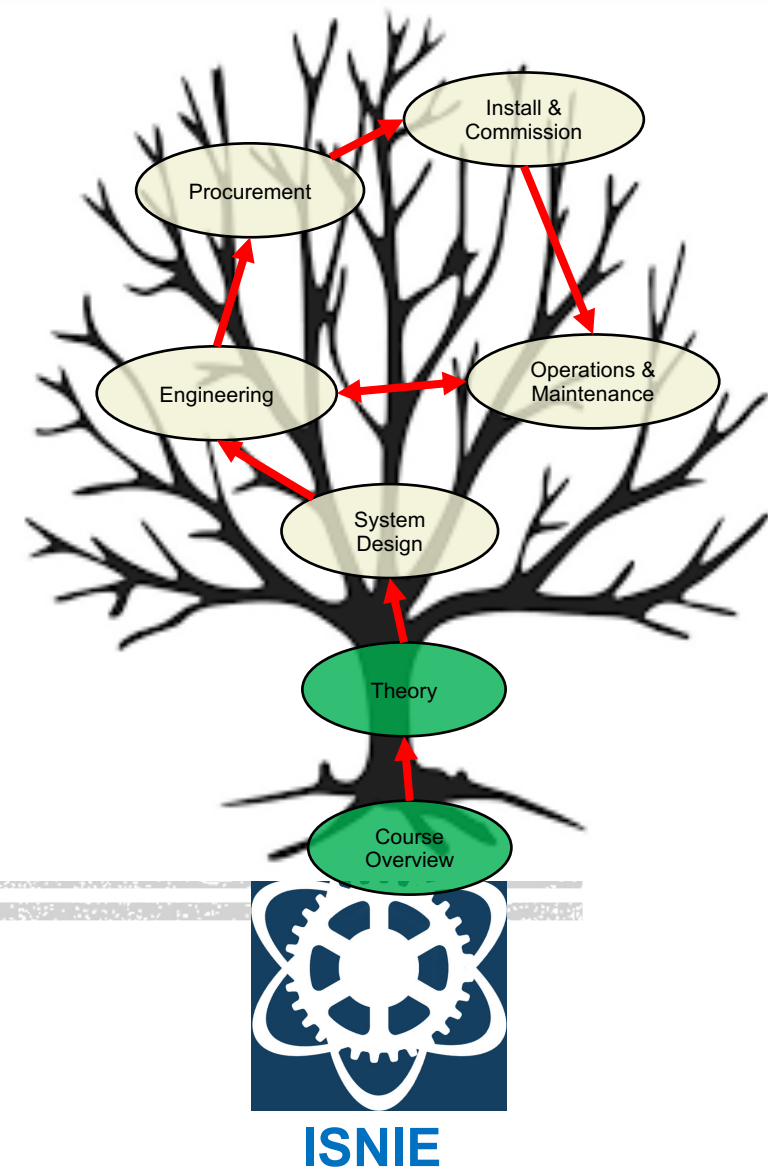 Install &
Commission
Procurement
Operations &
Maintenance
Engineering
System
Design
Theory
Course
Overview
ISNIE